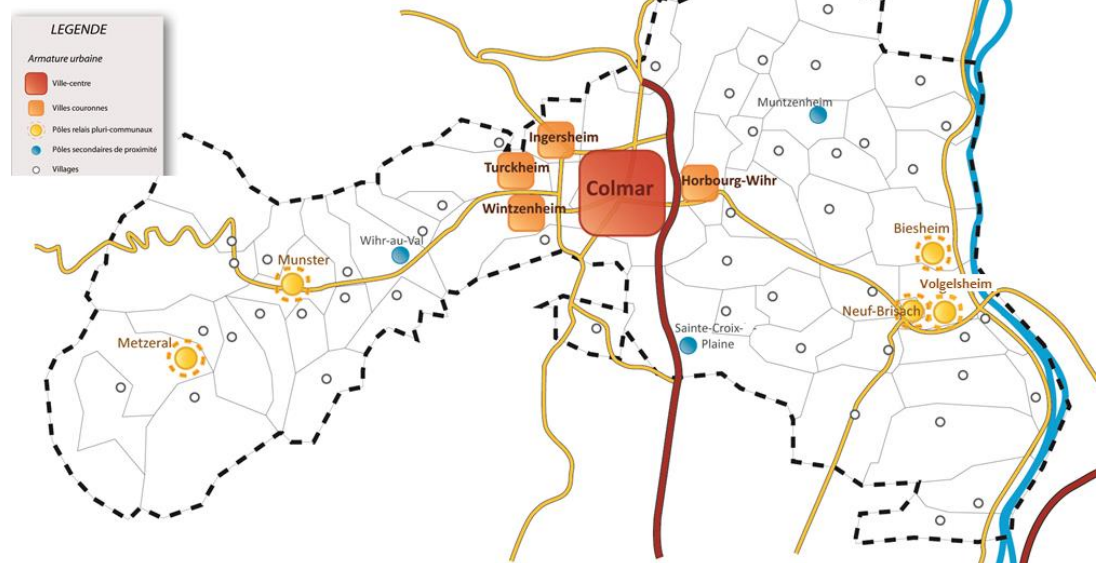 LEGENDE
Armature urbaine
Ville-centre
Villes couronnes
Pôles relais pluri-communaux
Pôles secondaires de proximité
Villages
Muntzenheim
Ingersheim
Turckheim
Colmar
Horbourg-Wihr
Wintzenheim
Biesheim
Wihr-au-Val
Munster
Volgelsheim
Neuf-Brisach
Sainte-Croix-
Plaine
Metzeral